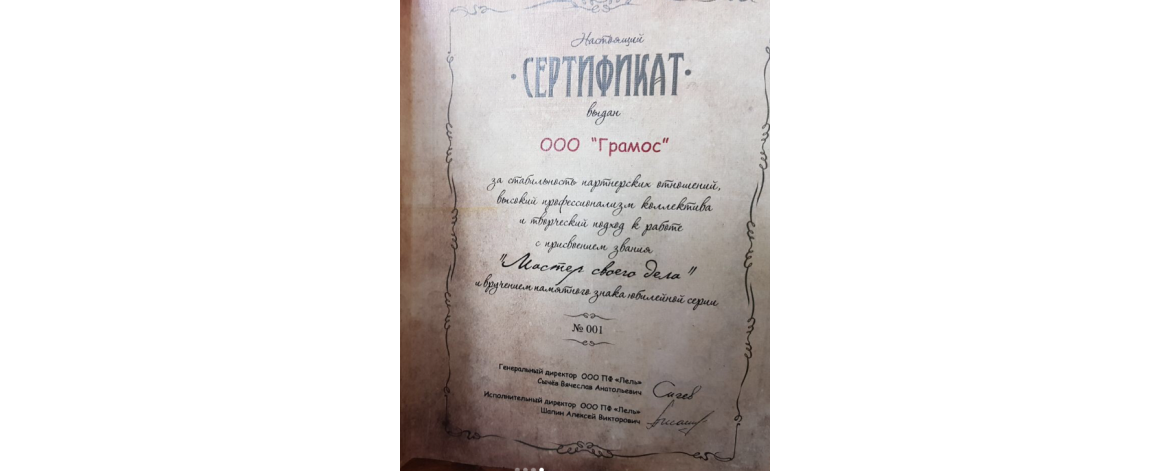 Настоящий
СЕРТИФИКАТ
выдан
ООО "Грамос"
за стабильность партнерских отношений,
высокий профессионализм коллектива
и творческий подход к работе
с присвоением звания
"Мастер своего дела"
и вручением памятного знака юбилейной серии
№ 001
Генеральный директор ООО ПФ «Лель»
Сычёв Вячеслав Анатольевич
Исполнительный директор ООО ПФ «Лель»
Шапин Алексей Викторович